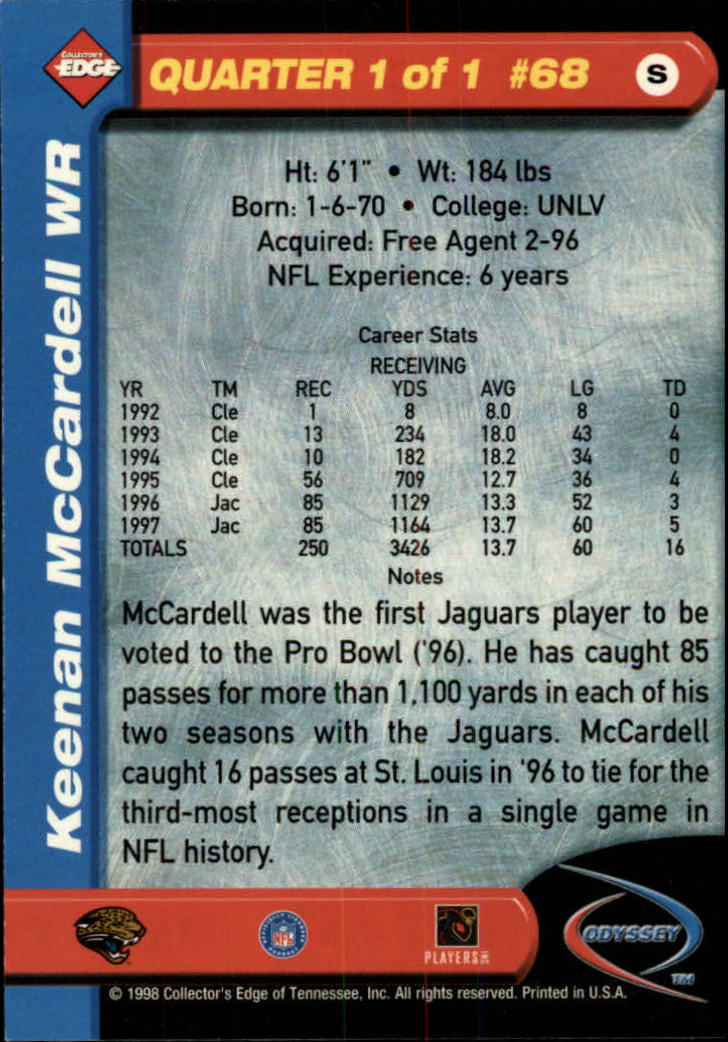 COLLECTOR'S
EDGE
QUARTER 1 of 1 #68
S
Keenan McCardell WR
Ht: 6'1" • Wt: 184 lbs
Born: 1-6-70 • College: UNLV
Acquired: Free Agent 2-96
NFL Experience: 6 years
Career Stats
RECEIVING
YR TM REC YDS AVG LG TD
1992 Cle 1 8 8.0 8 0
1993 Cle 13 234 18.0 43 4
1994 Cle 10 182 18.2 34 0
1995 Cle 56 709 12.7 36 4
1996 Jac 85 1129 13.3 52 3
1997 Jac 85 1164 13.7 60 5
TOTALS 250 3426 13.7 60 16
Notes
McCardell was the first Jaguars player to be
voted to the Pro Bowl ('96). He has caught 85
passes for more than 1,100 yards in each of his
two seasons with the Jaguars. McCardell
caught 16 passes at St. Louis in '96 to tie for the
third-most receptions in a single game in
NFL history.
NFL
PLAYERS INC
ODYSSEY
TM
© 1998 Collector's Edge of Tennessee, Inc. All rights reserved. Printed in U.S.A.